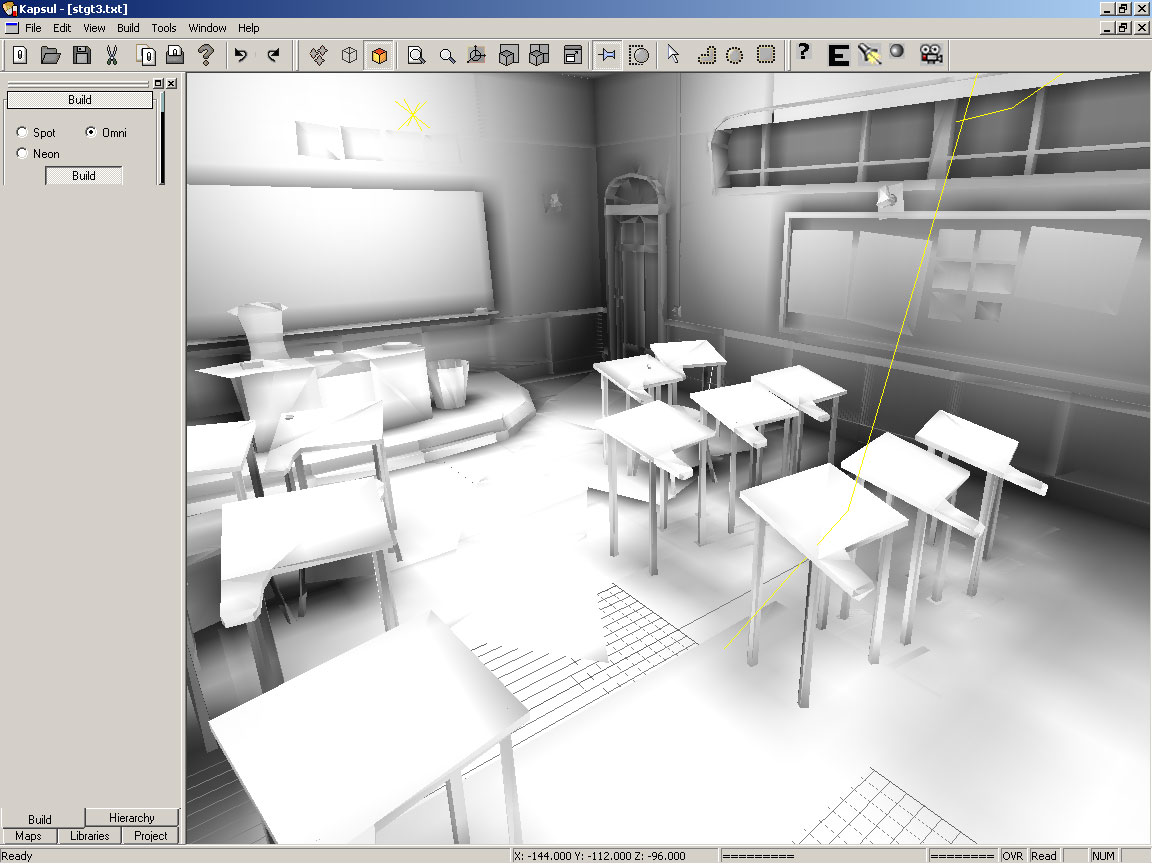 Kapsul - [stgt3.txt]
File Edit View Build Tools Window Help
Build
Spot Omni
Neon
Build
Build Hierarchy
Maps Libraries Project
Ready X: -144.000 Y: -112.000 Z: -96.000 ========= ======== OVR Read NUM